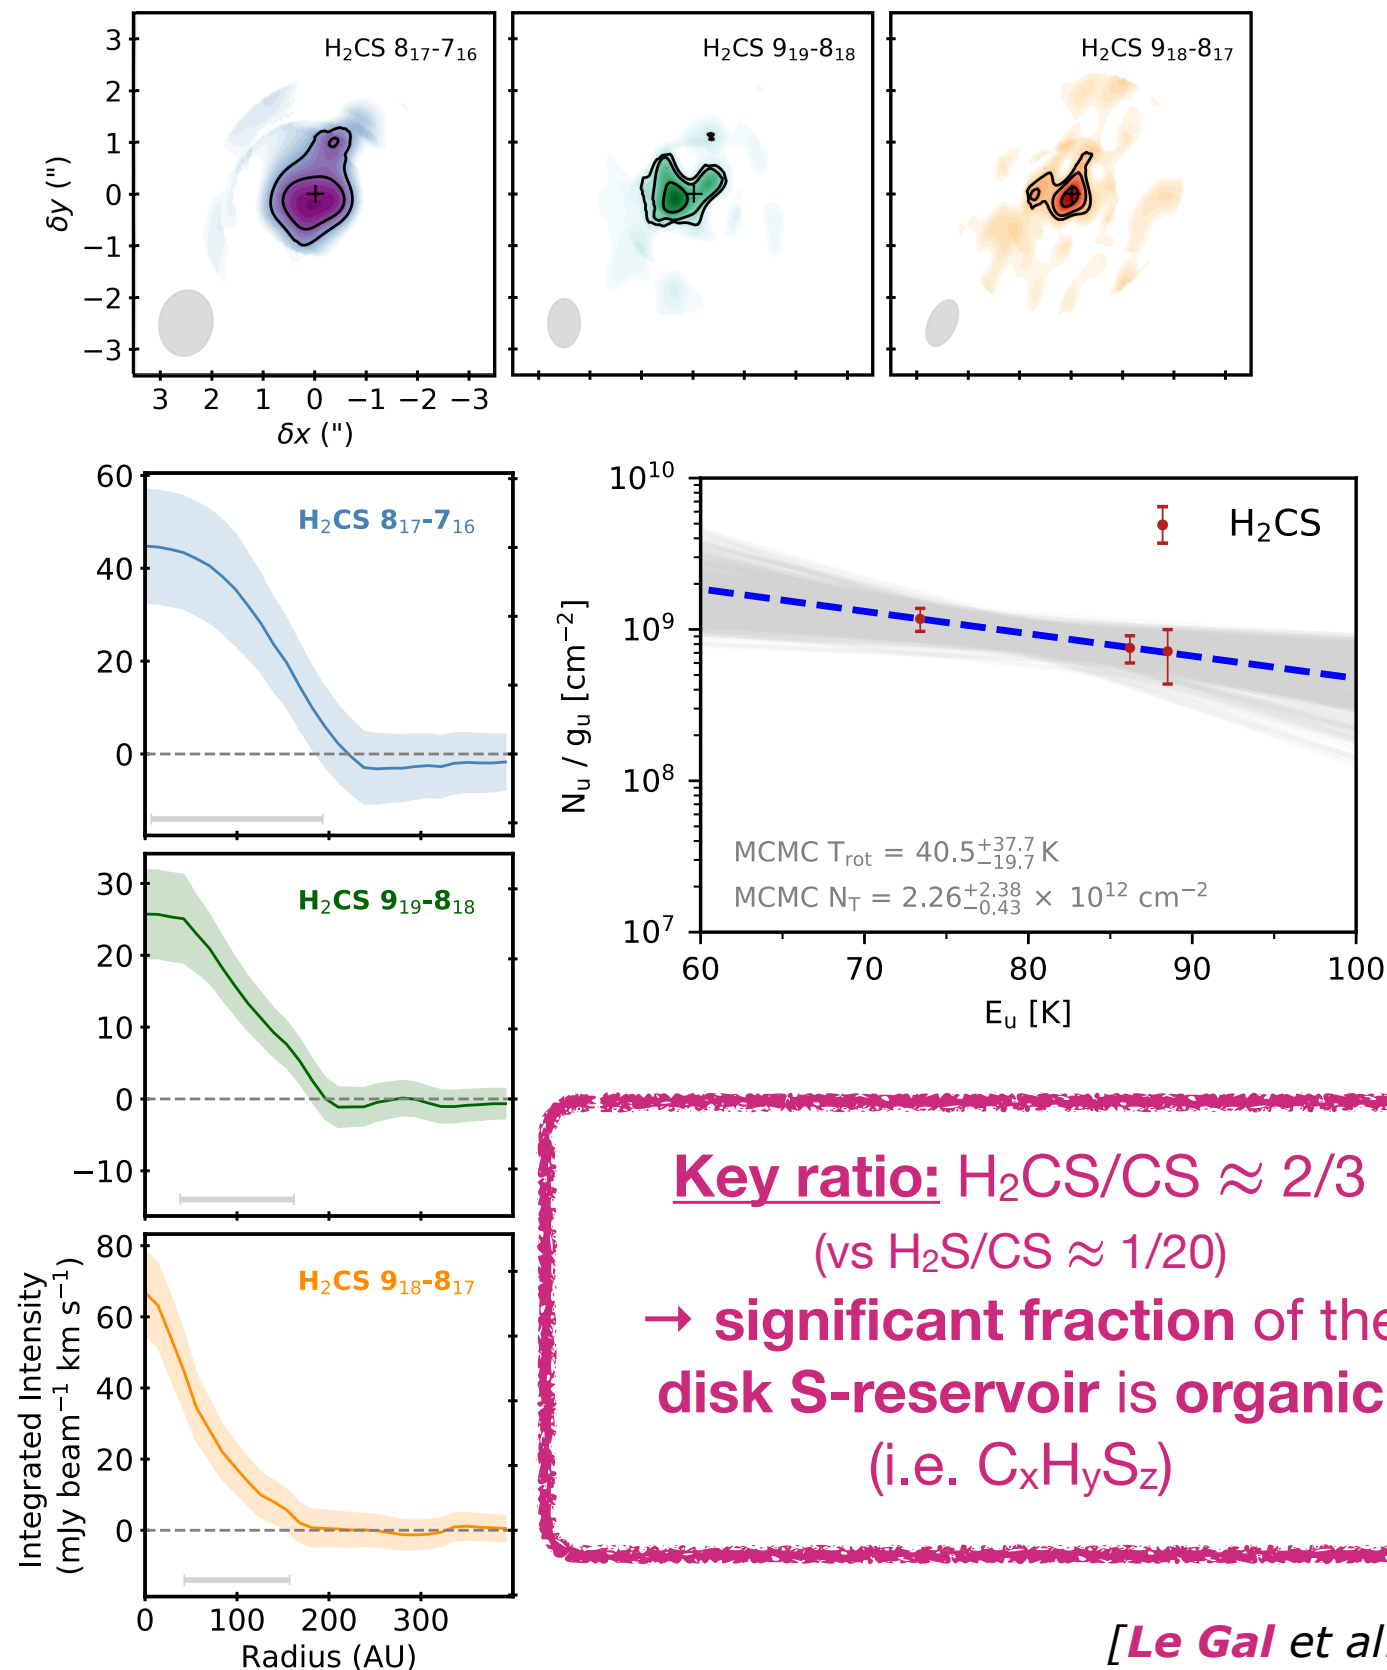 H₂CS 8₁₇-7₁₆
H₂CS 9₁₉-8₁₈
H₂CS 9₁₈-8₁₇
3
2
1
0
−1
−2
−3
δy (")
3 2 1 0 −1 −2 −3
δx (")
60
40
20
0
H₂CS 8₁₇-7₁₆
30
20
10
0
−10
H₂CS 9₁₉-8₁₈
80
60
40
20
0
H₂CS 9₁₈-8₁₇
Integrated Intensity
(mJy beam⁻¹ km s⁻¹)
0 100 200 300
Radius (AU)
10¹⁰
10⁹
10⁸
10⁷
Nᵤ / gᵤ [cm⁻²]
H₂CS
MCMC T_rot = 40.5^{+37.7}_{−19.7} K
MCMC N_T = 2.26^{+2.38}_{−0.43} × 10¹² cm⁻²
60 70 80 90 100
Eᵤ [K]
Key ratio: H₂CS/CS ≈ 2/3
(vs H₂S/CS ≈ 1/20)
→ significant fraction of the
disk S-reservoir is organic
(i.e. CₓHᵧS_z)
[Le Gal et al.